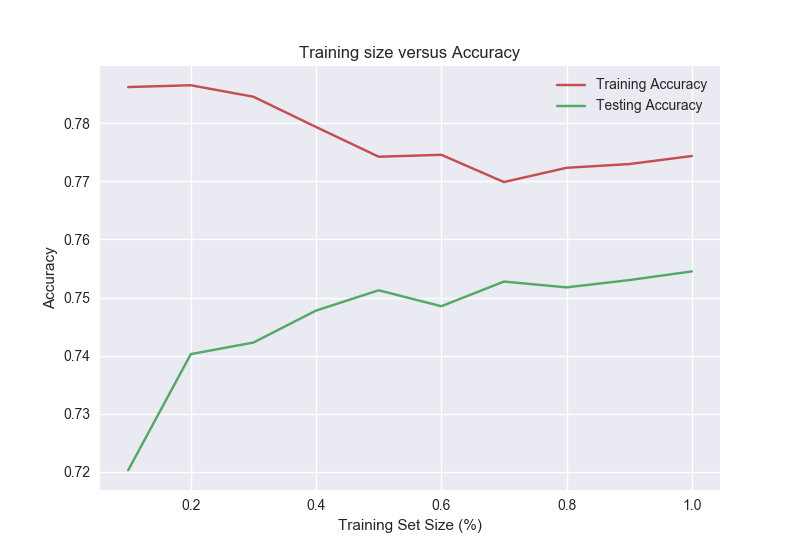 Training size versus Accuracy
Training Accuracy
Testing Accuracy
0.78
0.77
0.76
0.75
0.74
0.73
0.72
Accuracy
0.2 0.4 0.6 0.8 1.0
Training Set Size (%)